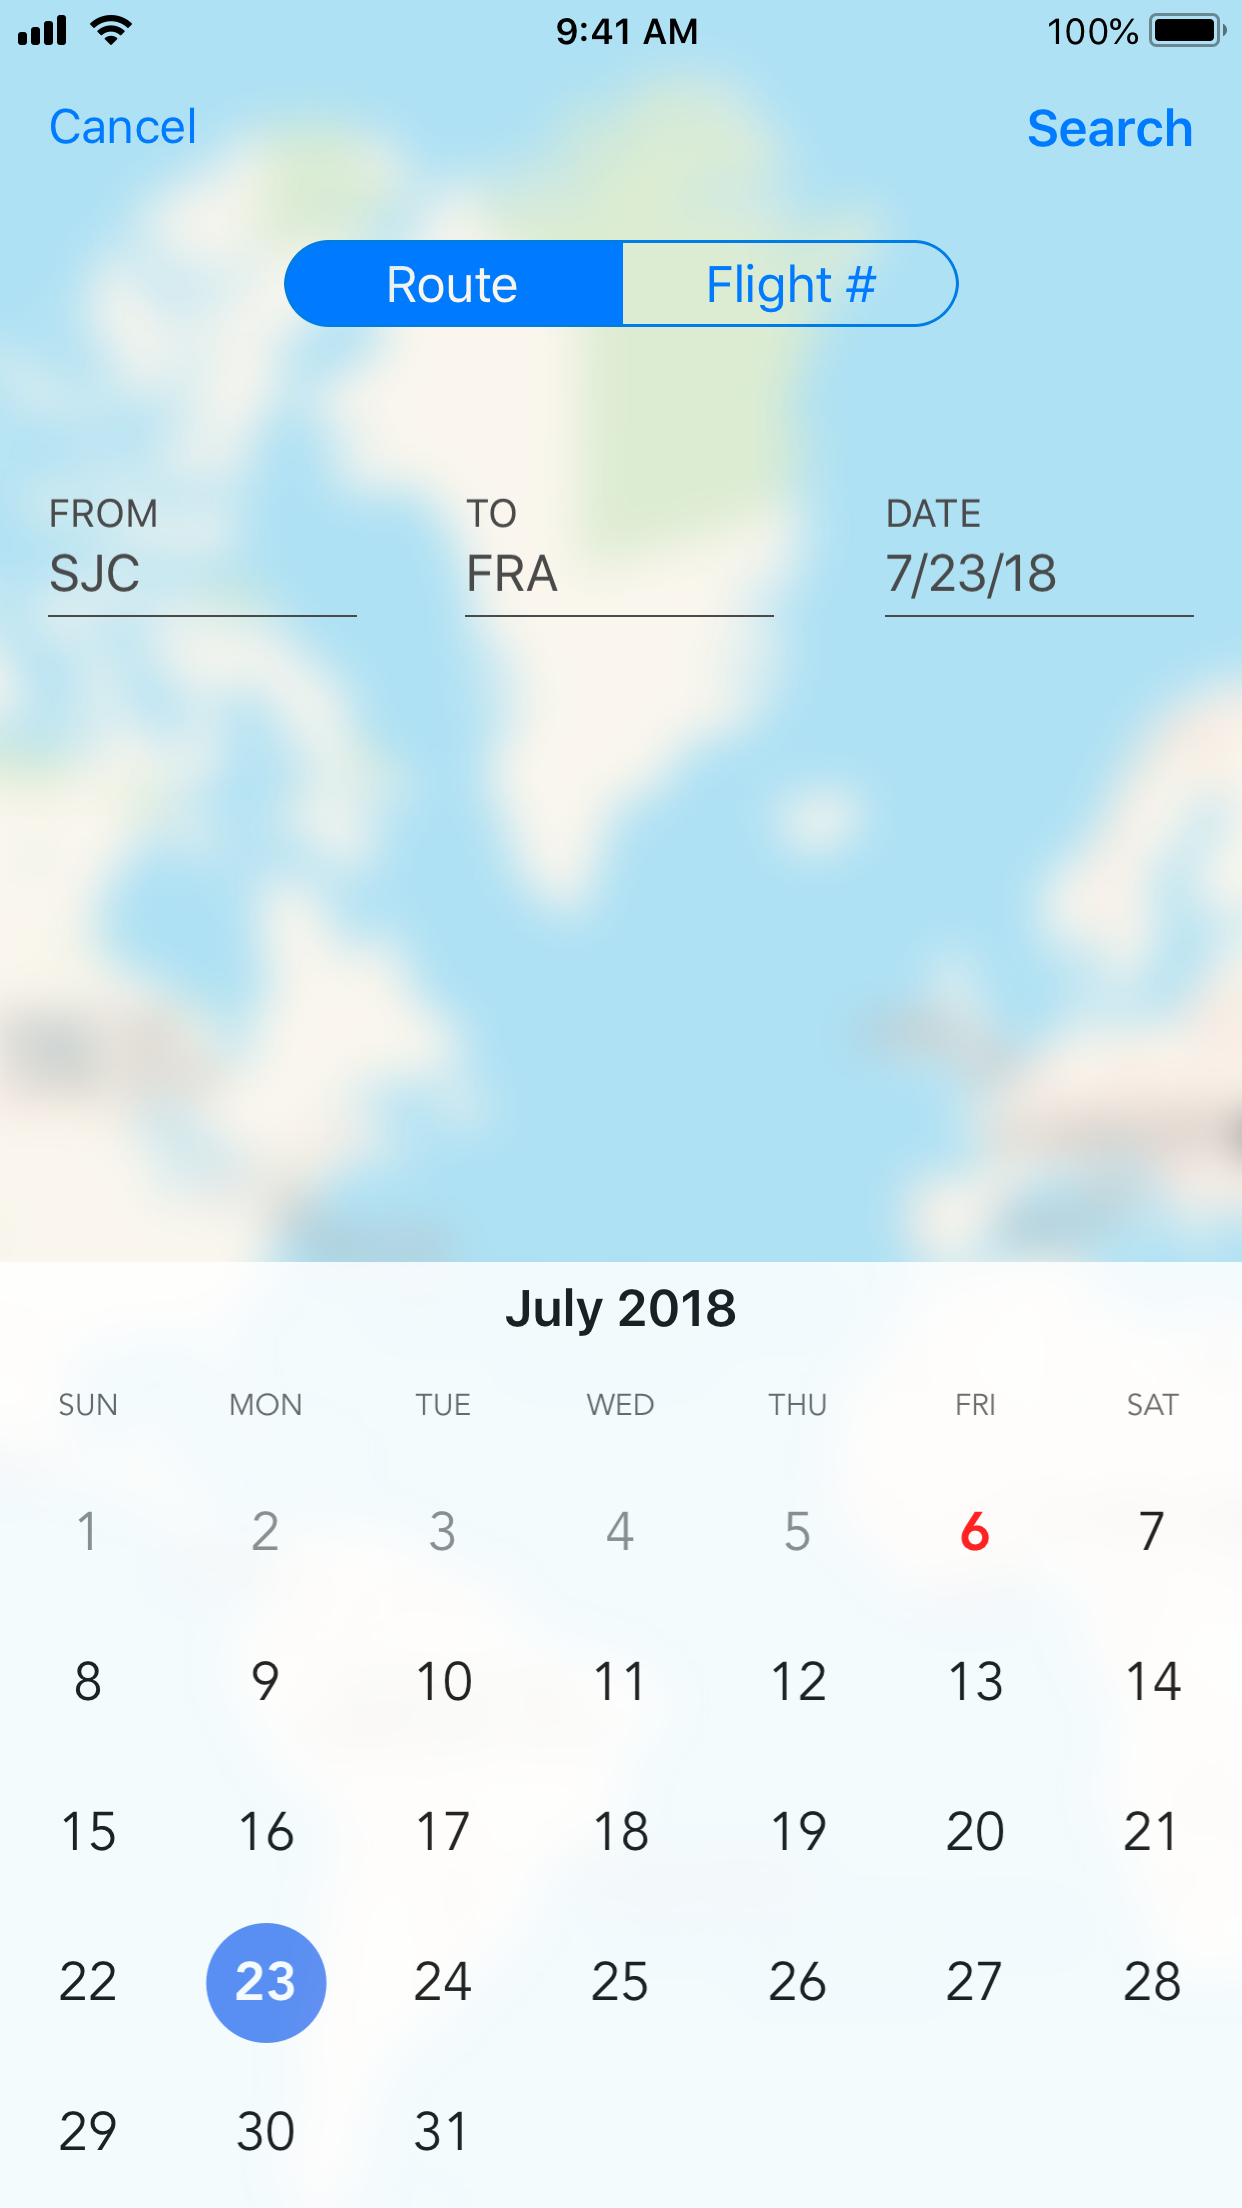 9:41 AM 100%
Cancel Search
Route Flight #
FROM TO DATE
SJC FRA 7/23/18
July 2018
SUN MON TUE WED THU FRI SAT
1 2 3 4 5 6 7
8 9 10 11 12 13 14
15 16 17 18 19 20 21
22 23 24 25 26 27 28
29 30 31